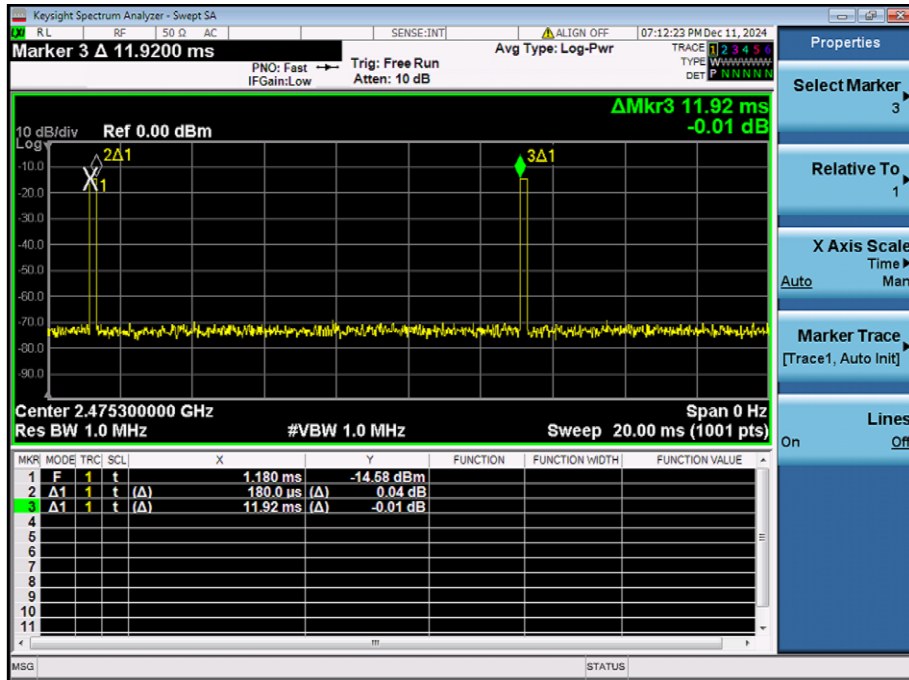 Keysight Spectrum Analyzer - Swept SA
RL RF 50 Ω AC SENSE:INT ALIGN OFF 07:12:23 PM Dec 11, 2024
Marker 3 Δ 11.9200 ms
PNO: Fast
IFGain:Low
Trig: Free Run
Atten: 10 dB
Avg Type: Log-Pwr
TRACE 1 2 3 4 5 6
TYPE WWWWWW
DET P N N N N N
ΔMkr3 11.92 ms
-0.01 dB
10 dB/div Ref 0.00 dBm
Log
2Δ1
1
3Δ1
-10.0
-20.0
-30.0
-40.0
-50.0
-60.0
-70.0
-80.0
-90.0
Center 2.475300000 GHz Span 0 Hz
Res BW 1.0 MHz #VBW 1.0 MHz Sweep 20.00 ms (1001 pts)
MKR MODE TRC SCL X Y FUNCTION FUNCTION WIDTH FUNCTION VALUE
1 F 1 t 1.180 ms -14.58 dBm
2 Δ1 1 t (Δ) 180.0 µs (Δ) 0.04 dB
3 Δ1 1 t (Δ) 11.92 ms (Δ) -0.01 dB
4
5
6
7
8
9
10
11
MSG STATUS
Properties
Select Marker
3
Relative To
1
X Axis Scale
Time
Auto Man
Marker Trace
[Trace1, Auto Init]
Lines
On Off